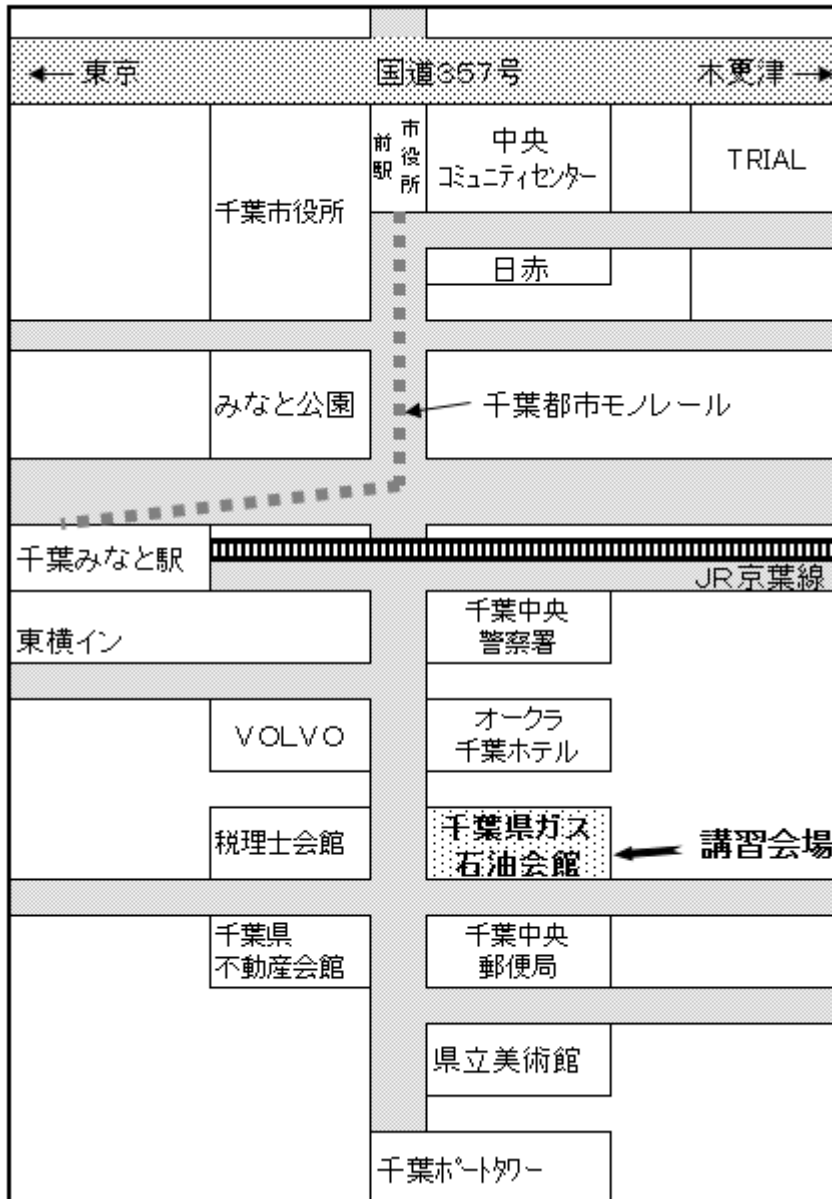 ← 東京
国道357号
木更津 →
千葉市役所
市役所
前駅
中央
コミュニティセンター
TRIAL
日赤
みなと公園
千葉都市モノレール
千葉みなと駅
JR京葉線
東横イン
千葉中央
警察署
VOLVO
オークラ
千葉ホテル
税理士会館
千葉県ガス
石油会館
講習会場
千葉県
不動産会館
千葉中央
郵便局
県立美術館
千葉ポートタワー